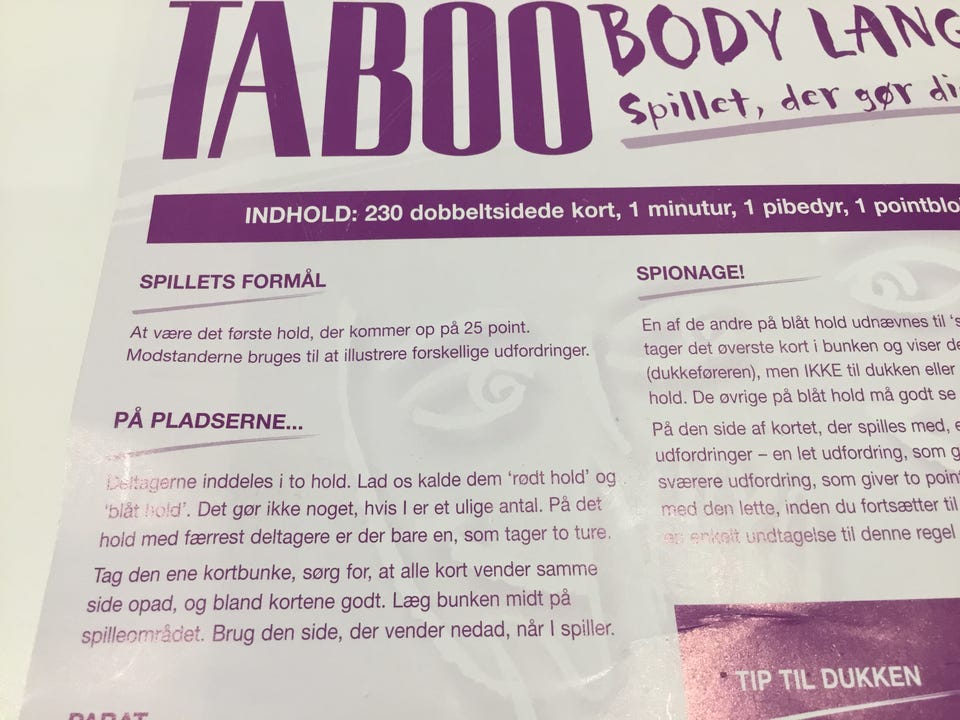 TABOO BODY LANG
Spillet, der gør di
INDHOLD: 230 dobbeltsidede kort, 1 minutur, 1 pibedyr, 1 pointblo
SPILLETS FORMÅL
At være det første hold, der kommer op på 25 point.
Modstanderne bruges til at illustrere forskellige udfordringer.
PÅ PLADSERNE...
Deltagerne inddeles i to hold. Lad os kalde dem ‘rødt hold’ og
‘blåt hold’. Det gør ikke noget, hvis I er et ulige antal. På det
hold med færrest deltagere er der bare en, som tager to ture.
Tag den ene kortbunke, sørg for, at alle kort vender samme
side opad, og bland kortene godt. Læg bunken midt på
spilleområdet. Brug den side, der vender nedad, når I spiller.
PARAT
SPIONAGE!
En af de andre på blåt hold udnævnes til ‘s
tager det øverste kort i bunken og viser de
(dukkeføreren), men IKKE til dukken eller
hold. De øvrige på blåt hold må godt se
På den side af kortet, der spilles med, e
udfordringer – en let udfordring, som g
sværere udfordring, som giver to poin
med den lette, inden du fortsætter til
en enkelt undtagelse til denne regel
TIP TIL DUKKEN